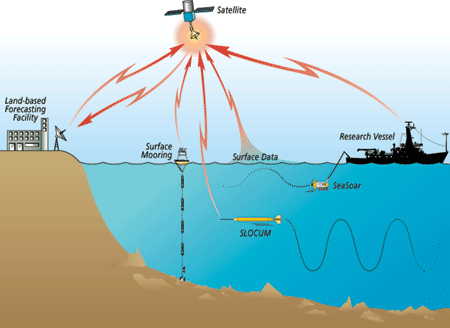 Satellite
Land-based
Forecasting
Facility
Surface
Mooring
Surface Data
Research Vessel
SeaSoar
SLOCUM